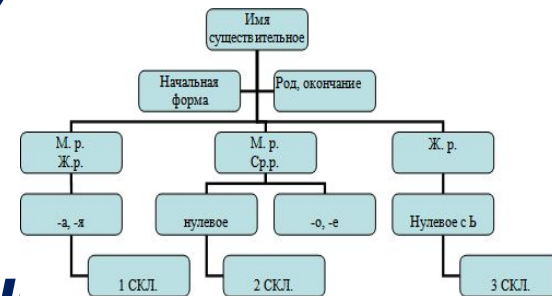 Имя
существительное
Начальная
форма
Род, окончание
М. р.
Ж.р.
М. р.
Ср.р.
Ж. р.
-а, -я
нулевое
-о, -е
Нулевое с Ь
1 СКЛ.
2 СКЛ.
3 СКЛ.